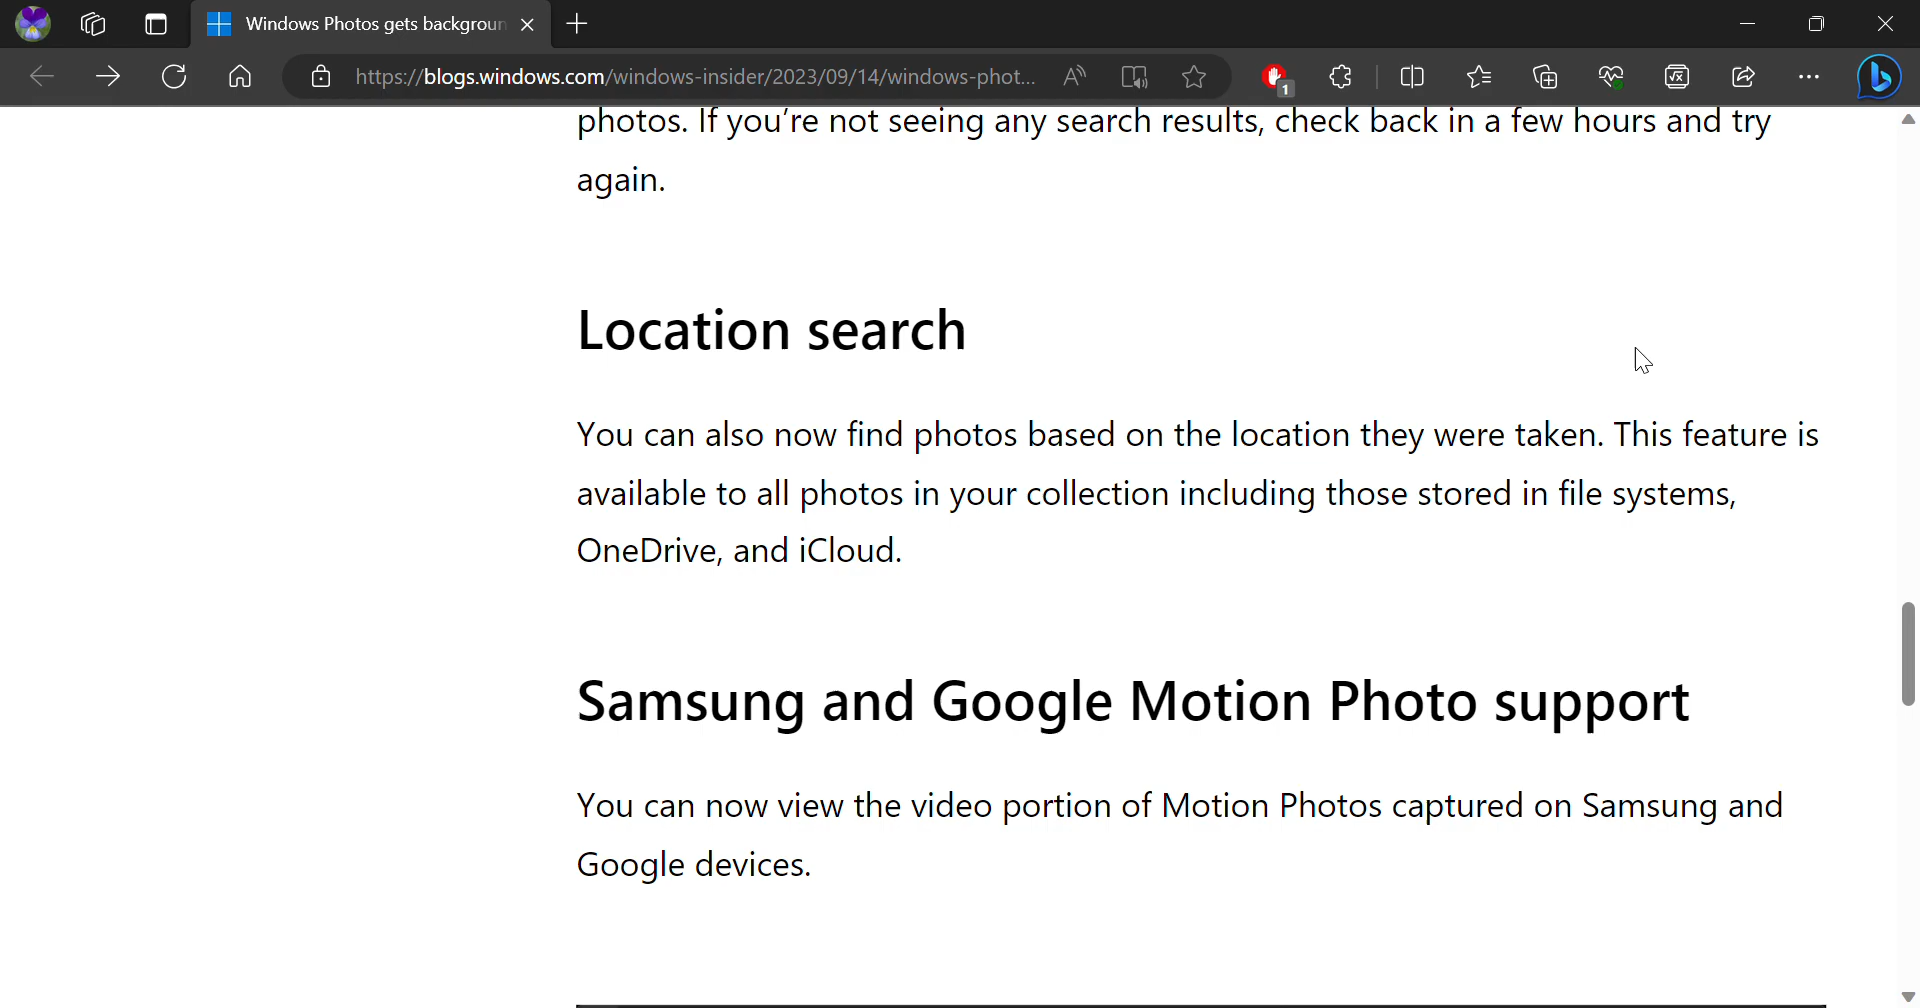 Windows Photos gets backgroun
https://blogs.windows.com/windows-insider/2023/09/14/windows-phot...
1
photos. If you're not seeing any search results, check back in a few hours and try
again.
Location search
You can also now find photos based on the location they were taken. This feature is
available to all photos in your collection including those stored in file systems,
OneDrive, and iCloud.
Samsung and Google Motion Photo support
You can now view the video portion of Motion Photos captured on Samsung and
Google devices.